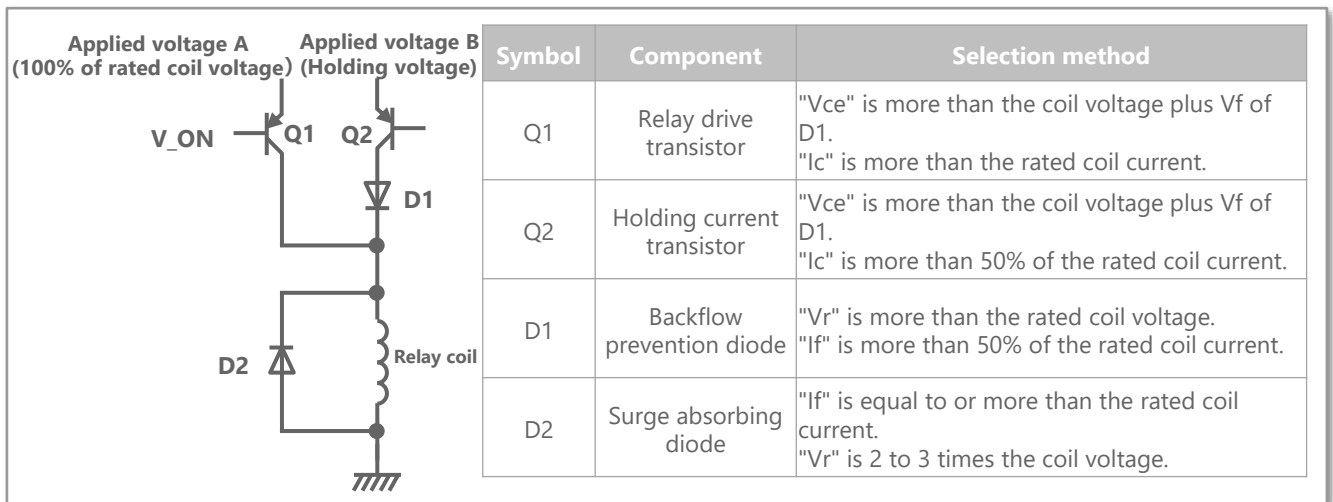 Applied voltage A
(100% of rated coil voltage)
Applied voltage B
(Holding voltage)
V_ON
Q1
Q2
D1
D2
Relay coil
Symbol Component Selection method
Q1
Relay drive
transistor
"Vce" is more than the coil voltage plus Vf of
D1.
"Ic" is more than the rated coil current.
Q2
Holding current
transistor
"Vce" is more than the coil voltage plus Vf of
D1.
"Ic" is more than 50% of the rated coil current.
D1
Backflow
prevention diode
"Vr" is more than the rated coil voltage.
"If" is more than 50% of the rated coil current.
D2
Surge absorbing
diode
"If" is equal to or more than the rated coil
current.
"Vr" is 2 to 3 times the coil voltage.